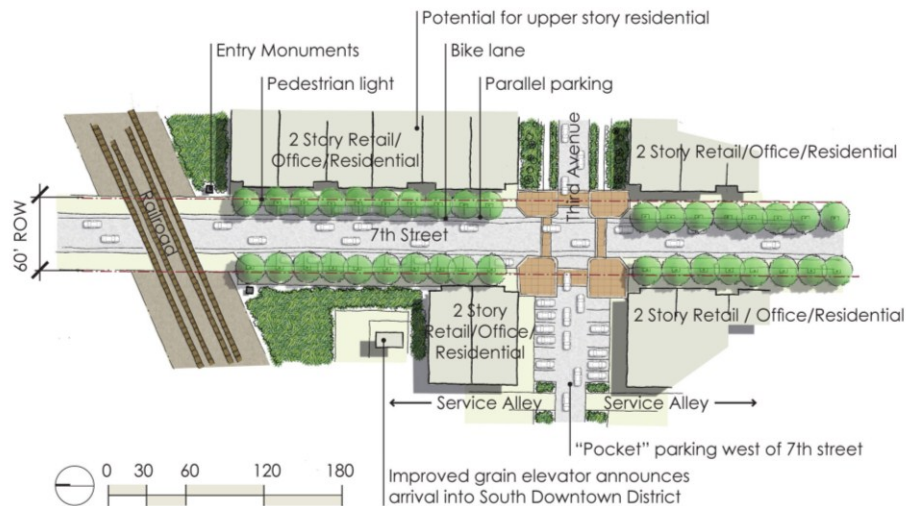 Potential for upper story residential
Entry Monuments
Bike lane
Pedestrian light
Parallel parking
2 Story Retail/
Office/Residential
2 Story Retail/Office/Residential
Third Avenue
Railroad
60' ROW
7th Street
2 Story
Retail/Office/
Residential
2 Story Retail / Office/Residential
Service Alley
Service Alley
"Pocket" parking west of 7th street
0 30 60 120 180
Improved grain elevator announces
arrival into South Downtown District